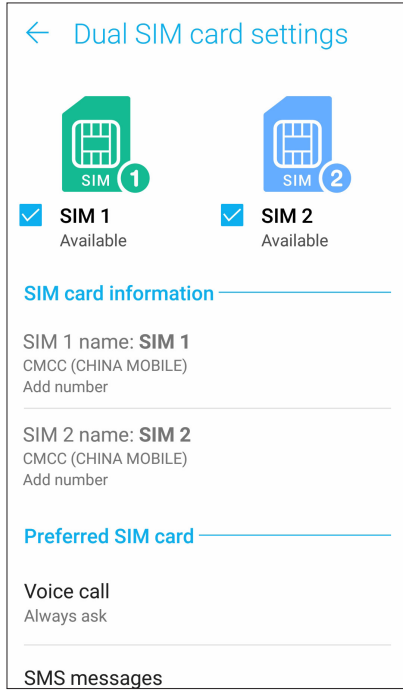 Dual SIM card settings
SIM 1
SIM 2
SIM 1
SIM 2
Available
Available
SIM card information
SIM 1 name: SIM 1
CMCC (CHINA MOBILE)
Add number
SIM 2 name: SIM 2
CMCC (CHINA MOBILE)
Add number
Preferred SIM card
Voice call
Always ask
SMS messages